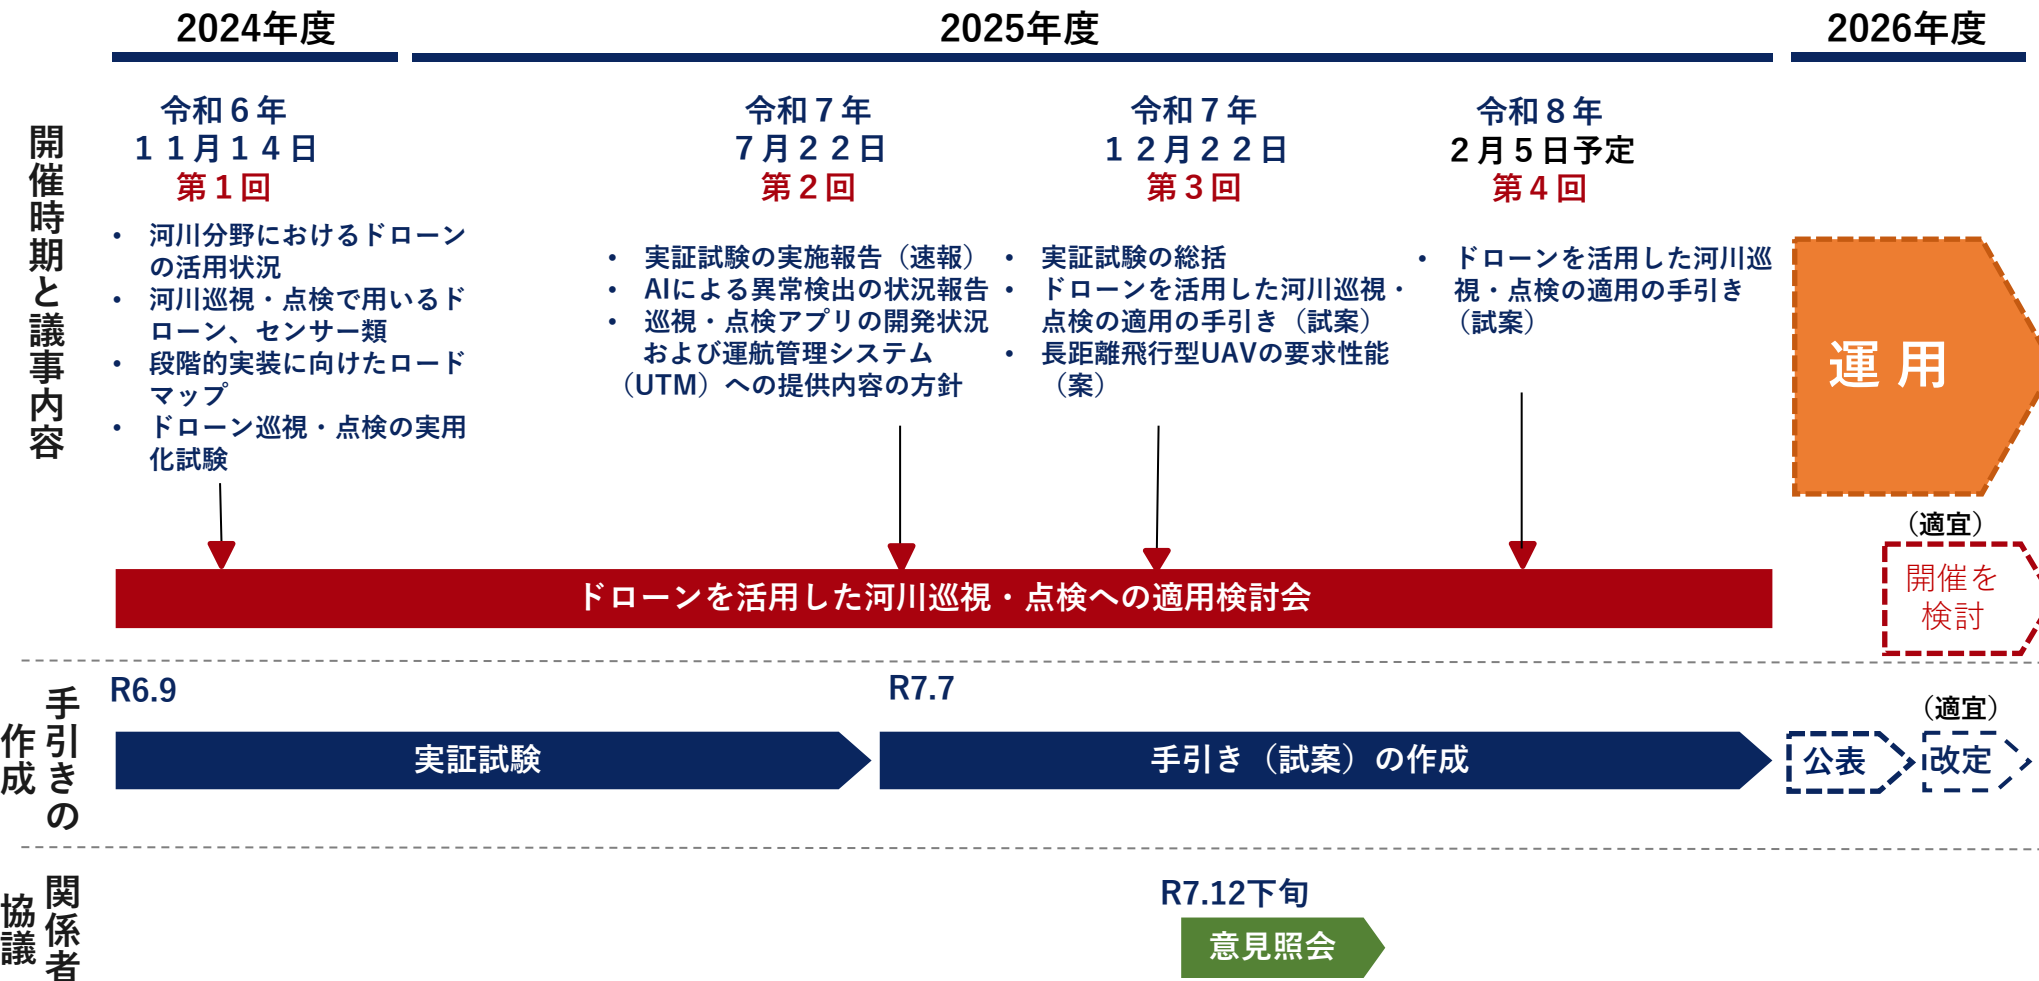 2024年度
2025年度
2026年度
開催時期と議事内容
令和６年
１１月１４日
第１回
• 河川分野におけるドローン
の活用状況
• 河川巡視・点検で用いるド
ローン、センサー類
• 段階的実装に向けたロード
マップ
• ドローン巡視・点検の実用
化試験
令和７年
７月２２日
第２回
• 実証試験の実施報告（速報）
• AIによる異常検出の状況報告
• 巡視・点検アプリの開発状況
および運航管理システム
（UTM）への提供内容の方針
令和７年
１２月２２日
第３回
• 実証試験の総括
• ドローンを活用した河川巡視・
点検の適用の手引き（試案）
• 長距離飛行型UAVの要求性能
（案）
令和８年
２月５日予定
第４回
• ドローンを活用した河川巡
視・点検の適用の手引き
（試案）
運用
ドローンを活用した河川巡視・点検への適用検討会
（適宜）
開催を
検討
手引きの
作成
R6.9
実証試験
R7.7
手引き（試案）の作成
公表
（適宜）
改定
関係者
協議
R7.12下旬
意見照会